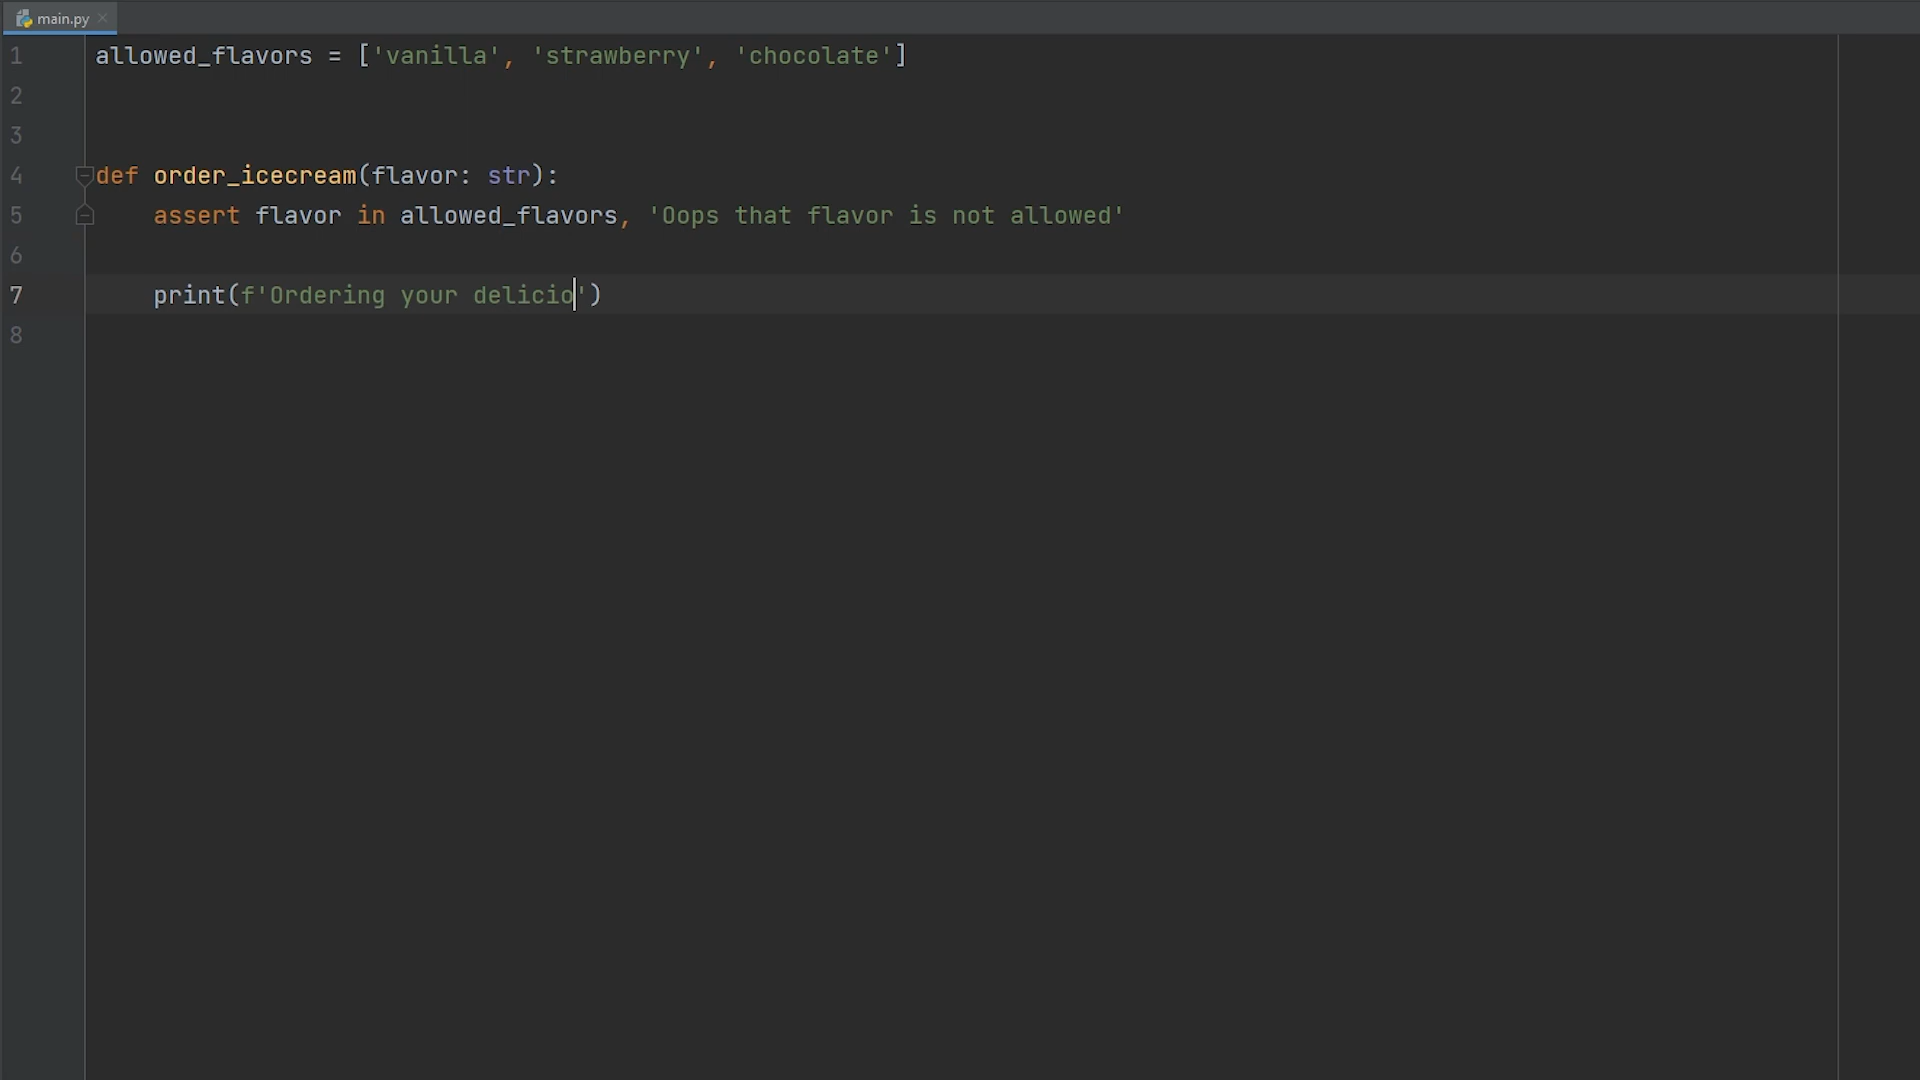 main.py
1 allowed_flavors = ['vanilla', 'strawberry', 'chocolate']
2
3
4 def order_icecream(flavor: str):
5     assert flavor in allowed_flavors, 'Oops that flavor is not allowed'
6
7     print(f'Ordering your delicio')
8